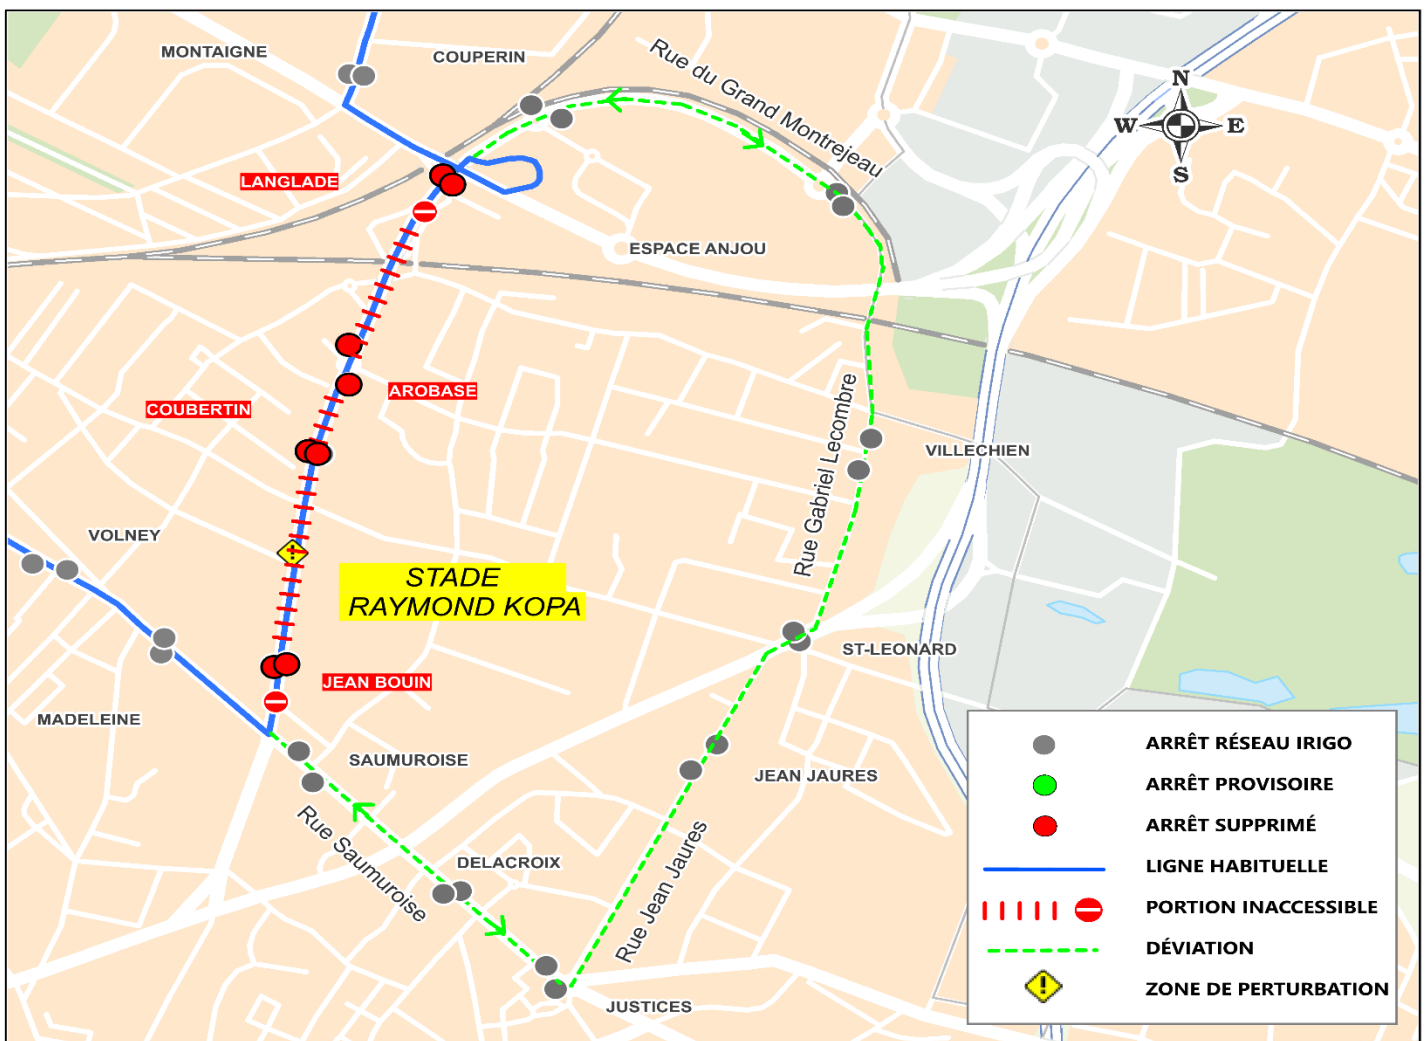 MONTAIGNE
COUPERIN
Rue du Grand Montrejeau
N
W
E
S
LANGLADE
ESPACE ANJOU
AROBASE
COUBERTIN
Rue Gabriel Lecombre
VILLECHIEN
VOLNEY
STADE
RAYMOND KOPA
ST-LEONARD
JEAN BOUIN
MADELEINE
SAUMUROISE
JEAN JAURES
Rue Saumuroise
DELACROIX
Rue Jean Jaures
JUSTICES
ARRÊT RÉSEAU IRIGO
ARRÊT PROVISOIRE
ARRÊT SUPPRIMÉ
LIGNE HABITUELLE
PORTION INACCESSIBLE
DÉVIATION
ZONE DE PERTURBATION